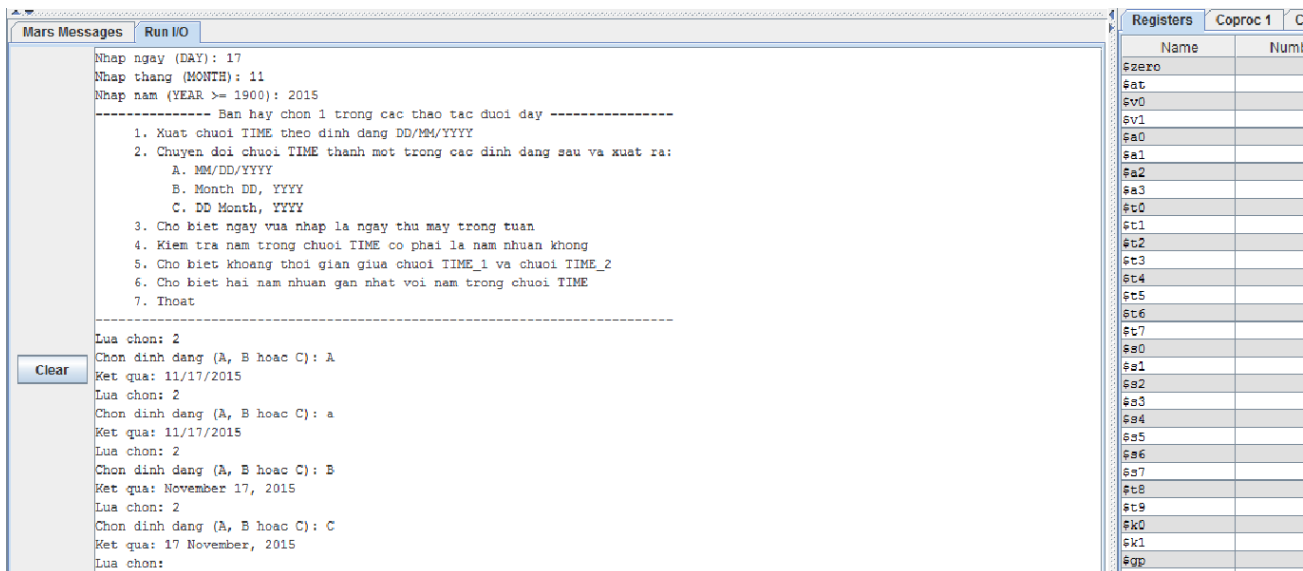 Mars Messages Run I/O
Nhap ngay (DAY): 17
Nhap thang (MONTH): 11
Nhap nam (YEAR >= 1900): 2015
--------------- Ban hay chon 1 trong cac thao tac duoi day ----------------
1. Xuat chuoi TIME theo dinh dang DD/MM/YYYY
2. Chuyen doi chuoi TIME thanh mot trong cac dinh dang sau va xuat ra:
A. MM/DD/YYYY
B. Month DD, YYYY
C. DD Month, YYYY
3. Cho biet ngay vua nhap la ngay thu may trong tuan
4. Kiem tra nam trong chuoi TIME co phai la nam nhuan khong
5. Cho biet khoang thoi gian giua chuoi TIME_1 va chuoi TIME_2
6. Cho biet hai nam nhuan gan nhat voi nam trong chuoi TIME
7. Thoat
---------------------------------------------------------------------------
Lua chon: 2
Chon dinh dang (A, B hoac C): A
Ket qua: 11/17/2015
Lua chon: 2
Chon dinh dang (A, B hoac C): a
Ket qua: 11/17/2015
Lua chon: 2
Chon dinh dang (A, B hoac C): B
Ket qua: November 17, 2015
Lua chon: 2
Chon dinh dang (A, B hoac C): C
Ket qua: 17 November, 2015
Lua chon:
Clear
Registers Coproc 1 C
Name Numb
$zero
$at
$v0
$v1
$a0
$a1
$a2
$a3
$t0
$t1
$t2
$t3
$t4
$t5
$t6
$t7
$s0
$s1
$s2
$s3
$s4
$s5
$s6
$s7
$t8
$t9
$k0
$k1
$gp